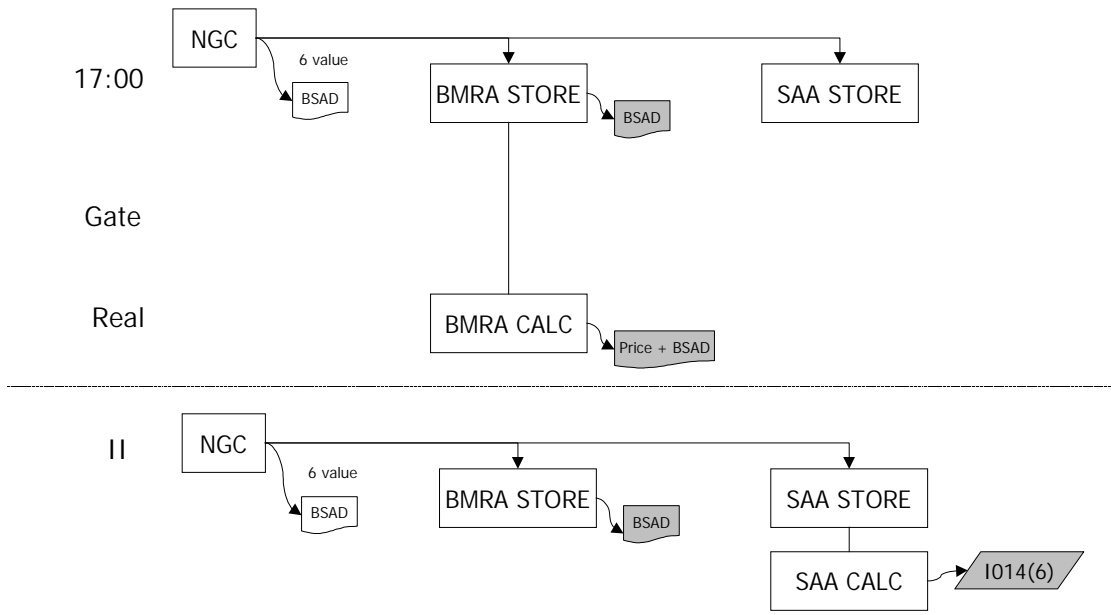 NGC
6 value
17:00
BSAD
BMRA STORE
BSAD
SAA STORE
Gate
Real
BMRA CALC
Price + BSAD
II
NGC
6 value
BSAD
BMRA STORE
BSAD
SAA STORE
SAA CALC
I014(6)